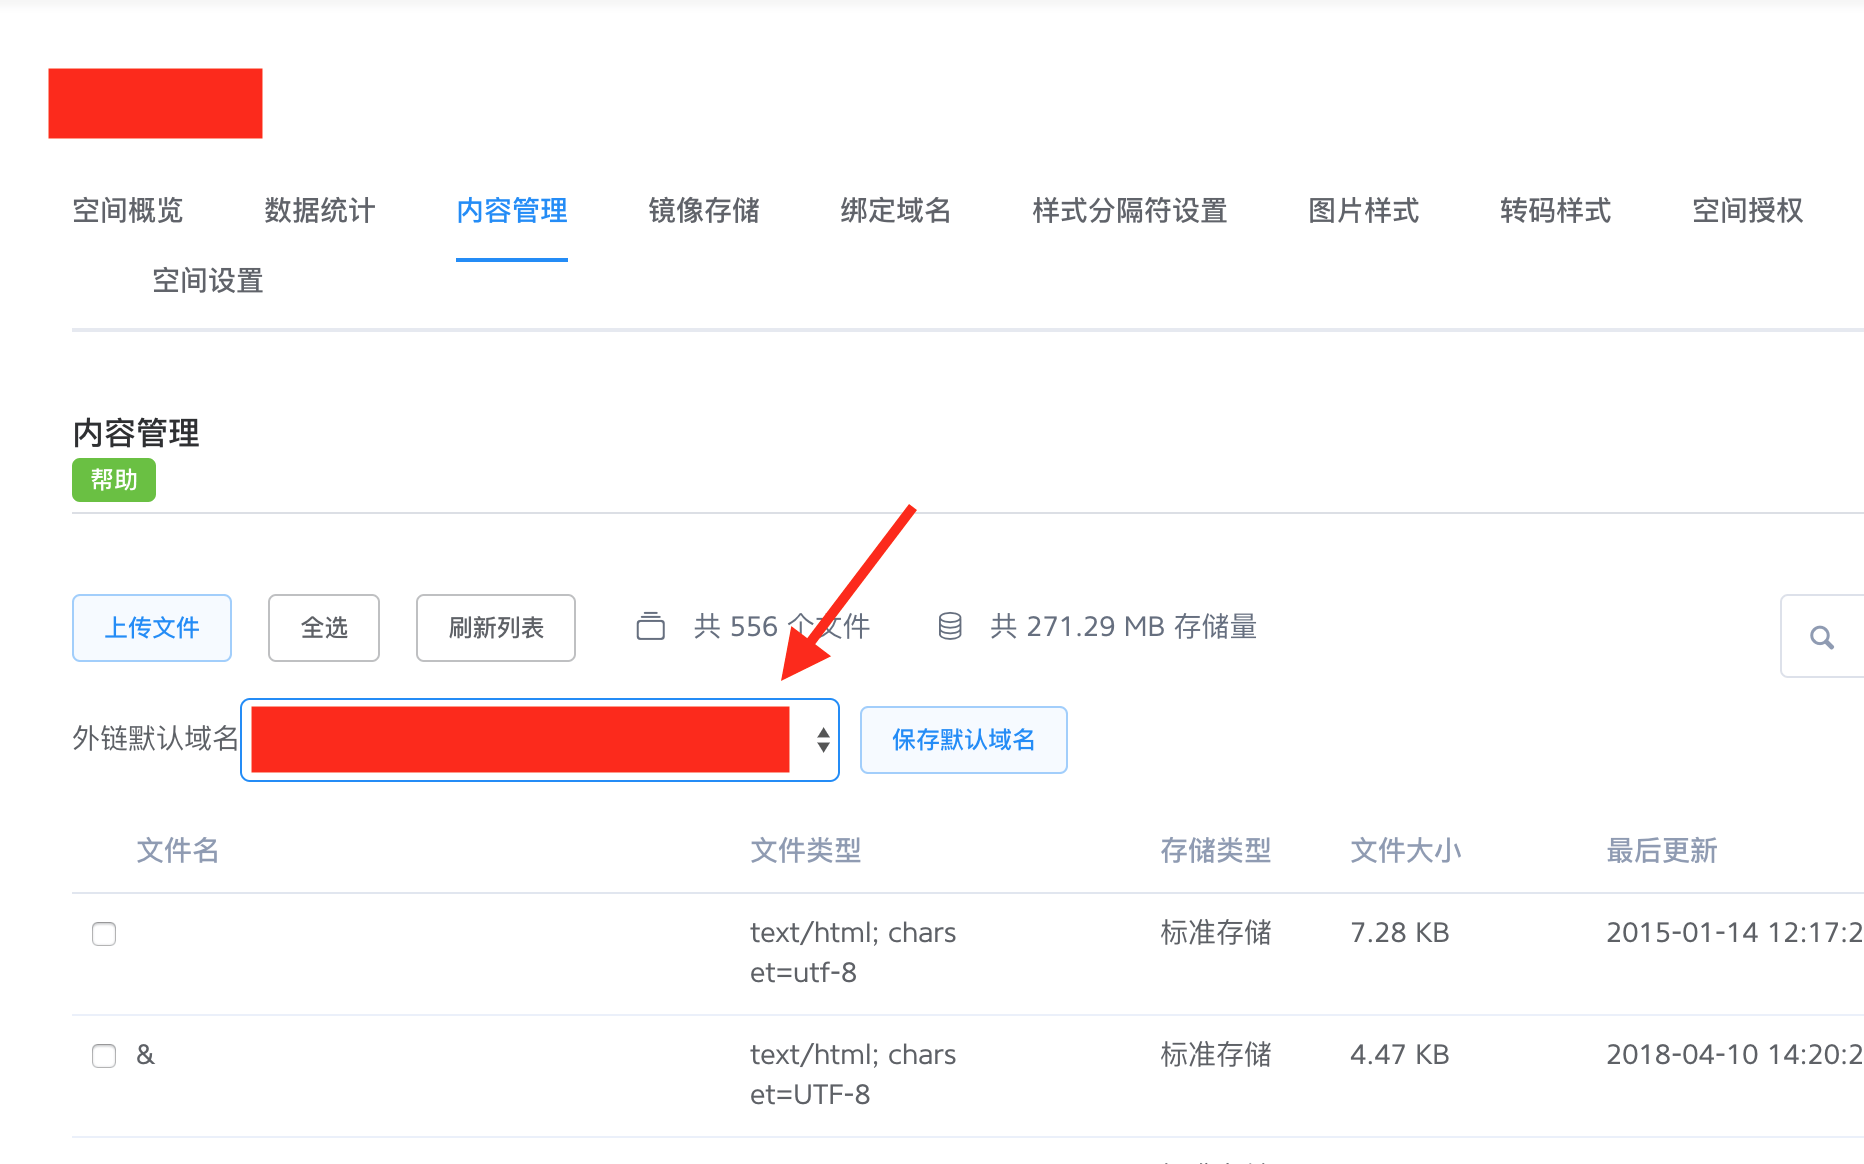 空间概览 数据统计 内容管理 镜像存储 绑定域名 样式分隔符设置 图片样式 转码样式 空间授权
空间设置
内容管理
帮助
上传文件 全选 刷新列表 共 556 个文件 共 271.29 MB 存储量
外链默认域名 保存默认域名
文件名 文件类型 存储类型 文件大小 最后更新
text/html; chars 标准存储 7.28 KB 2015-01-14 12:17:2
et=utf-8
& text/html; chars 标准存储 4.47 KB 2018-04-10 14:20:2
et=UTF-8